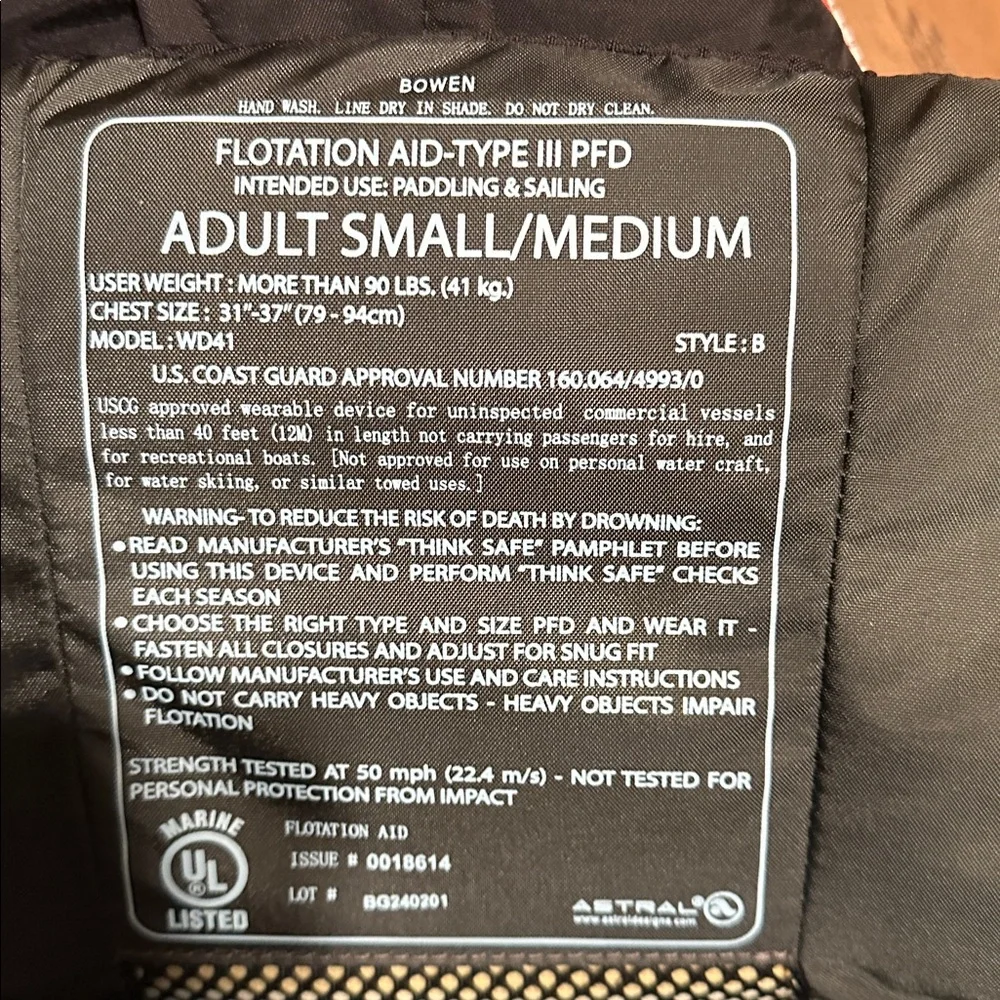 BOWEN
HAND WASH. LINE DRY IN SHADE. DO NOT DRY CLEAN.
FLOTATION AID-TYPE III PFD
INTENDED USE: PADDLING & SAILING
ADULT SMALL/MEDIUM
USER WEIGHT : MORE THAN 90 LBS. (41 kg.)
CHEST SIZE : 31"-37" (79 - 94cm)
MODEL : WD41 STYLE : B
U.S. COAST GUARD APPROVAL NUMBER 160.064/4993/0
USCG approved wearable device for uninspected commercial vessels
less than 40 feet (12M) in length not carrying passengers for hire, and
for recreational boats. [Not approved for use on personal water craft,
for water skiing, or similar towed uses.]
WARNING- TO REDUCE THE RISK OF DEATH BY DROWNING:
•READ MANUFACTURER'S "THINK SAFE" PAMPHLET BEFORE
USING THIS DEVICE AND PERFORM "THINK SAFE" CHECKS
EACH SEASON
•CHOOSE THE RIGHT TYPE AND SIZE PFD AND WEAR IT -
FASTEN ALL CLOSURES AND ADJUST FOR SNUG FIT
•FOLLOW MANUFACTURER'S USE AND CARE INSTRUCTIONS
•DO NOT CARRY HEAVY OBJECTS - HEAVY OBJECTS IMPAIR
FLOTATION
STRENGTH TESTED AT 50 mph (22.4 m/s) - NOT TESTED FOR
PERSONAL PROTECTION FROM IMPACT
MARINE
UL®
LISTED
FLOTATION AID
ISSUE # 0018614
LOT # BG240201
ASTRAL®
www.astraldesigns.com